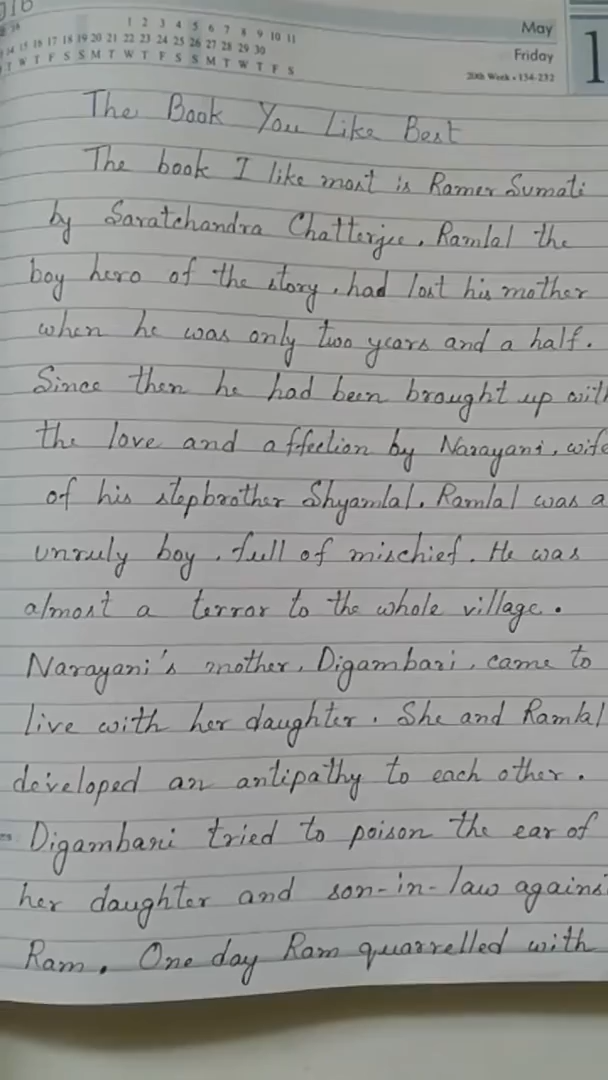 1 2 3 4 5 6 7 8 9 10 11
14 15 16 17 18 19 20 21 22 23 24 25 26 27 28 29 30
T W T F S S M T W T F S S M T W T F S
May
Friday
20th Week • 134-232
1
The Book You Like Best
The book I like most is Ramer Sumati
by Saratchandra Chatterjee. Ramlal the
boy hero of the story, had lost his mother
when he was only two years and a half.
Since then he had been brought up with
the love and affection by Narayani, wife
of his stepbrother Shyamlal. Ramlal was a
unruly boy, full of mischief. He was
almost a terror to the whole village.
Narayani's mother, Digambari, came to
live with her daughter. She and Ramlal
developed an antipathy to each other.
Digambari tried to poison the ear of
her daughter and son-in-law agains
Ram. One day Ram quarrelled with